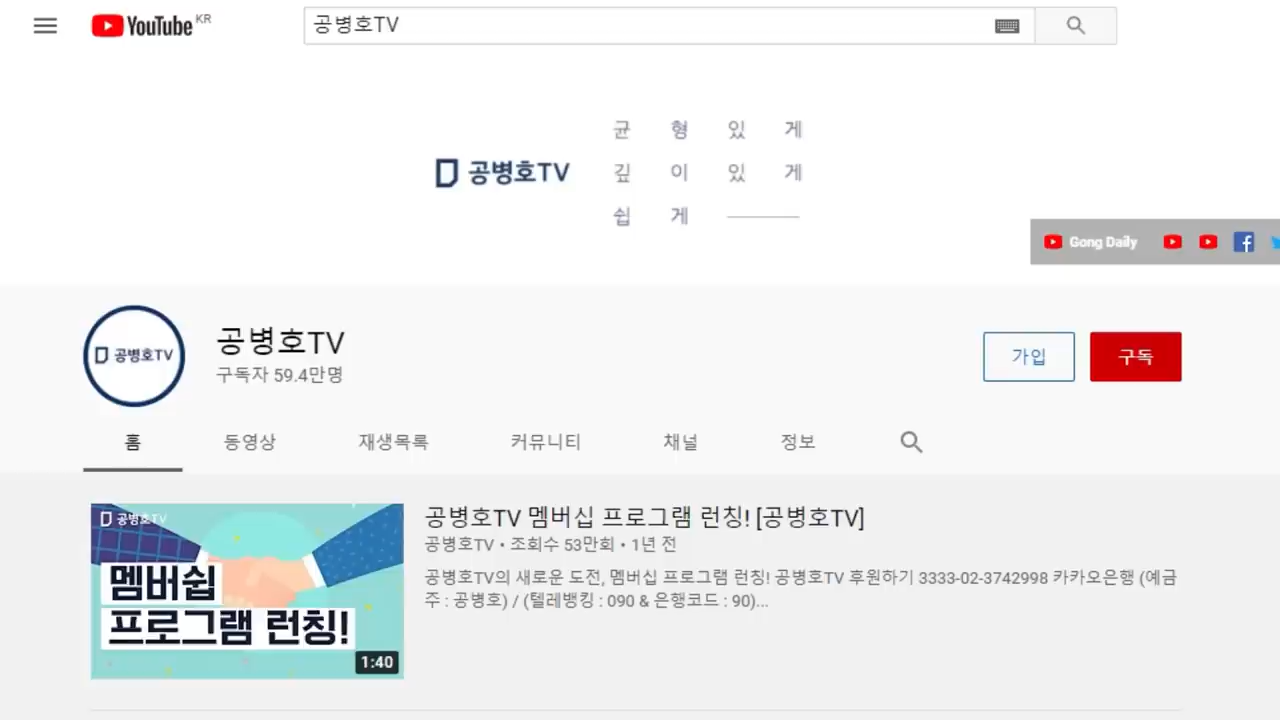 YouTube KR
공병호TV
균 형 있 게
공병호TV
깊 이 있 게
쉽 게
Gong Daily
공병호TV
공병호TV
구독자 59.4만명
가입
구독
홈
동영상
재생목록
커뮤니티
채널
정보
공병호TV
멤버쉽
프로그램 런칭!
1:40
공병호TV 멤버십 프로그램 런칭! [공병호TV]
공병호TV • 조회수 53만회 • 1년 전
공병호TV의 새로운 도전, 멤버십 프로그램 런칭! 공병호TV 후원하기 3333-02-3742998 카카오은행 (예금
주 : 공병호) / (텔레뱅킹 : 090 & 은행코드 : 90)...